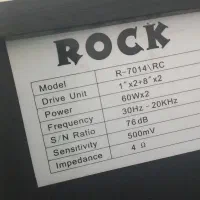 ROCK
Model R-7014\RC
Drive Unit 1"x2+8"x2
Power 60Wx2
Frequency 30Hz - 20KHz
S/N Ratio 76dB
Sensitivity 500mV
Impedance 4 Ω